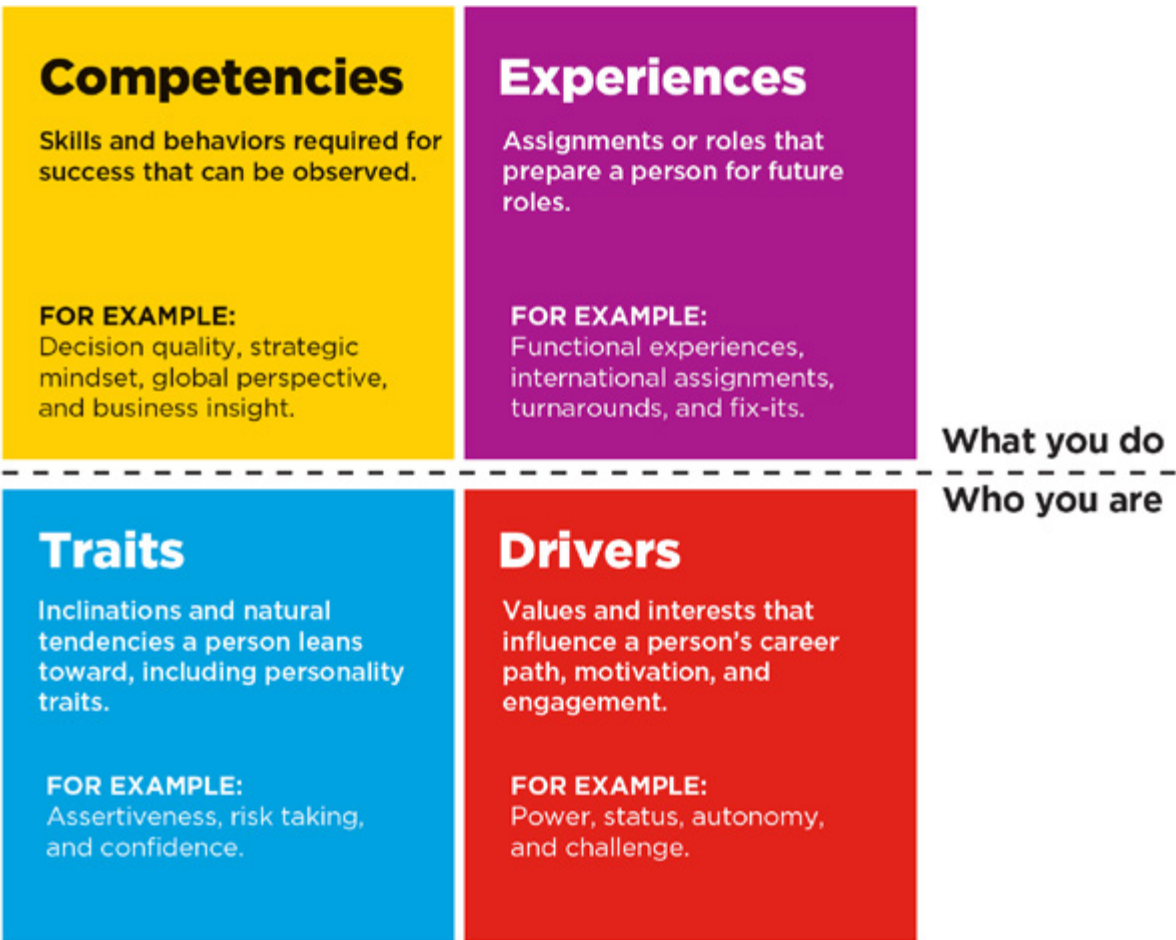 Competencies
Skills and behaviors required for
success that can be observed.
FOR EXAMPLE:
Decision quality, strategic
mindset, global perspective,
and business insight.
Experiences
Assignments or roles that
prepare a person for future
roles.
FOR EXAMPLE:
Functional experiences,
international assignments,
turnarounds, and fix-its.
What you do
Who you are
Traits
Inclinations and natural
tendencies a person leans
toward, including personality
traits.
FOR EXAMPLE:
Assertiveness, risk taking,
and confidence.
Drivers
Values and interests that
influence a person’s career
path, motivation, and
engagement.
FOR EXAMPLE:
Power, status, autonomy,
and challenge.